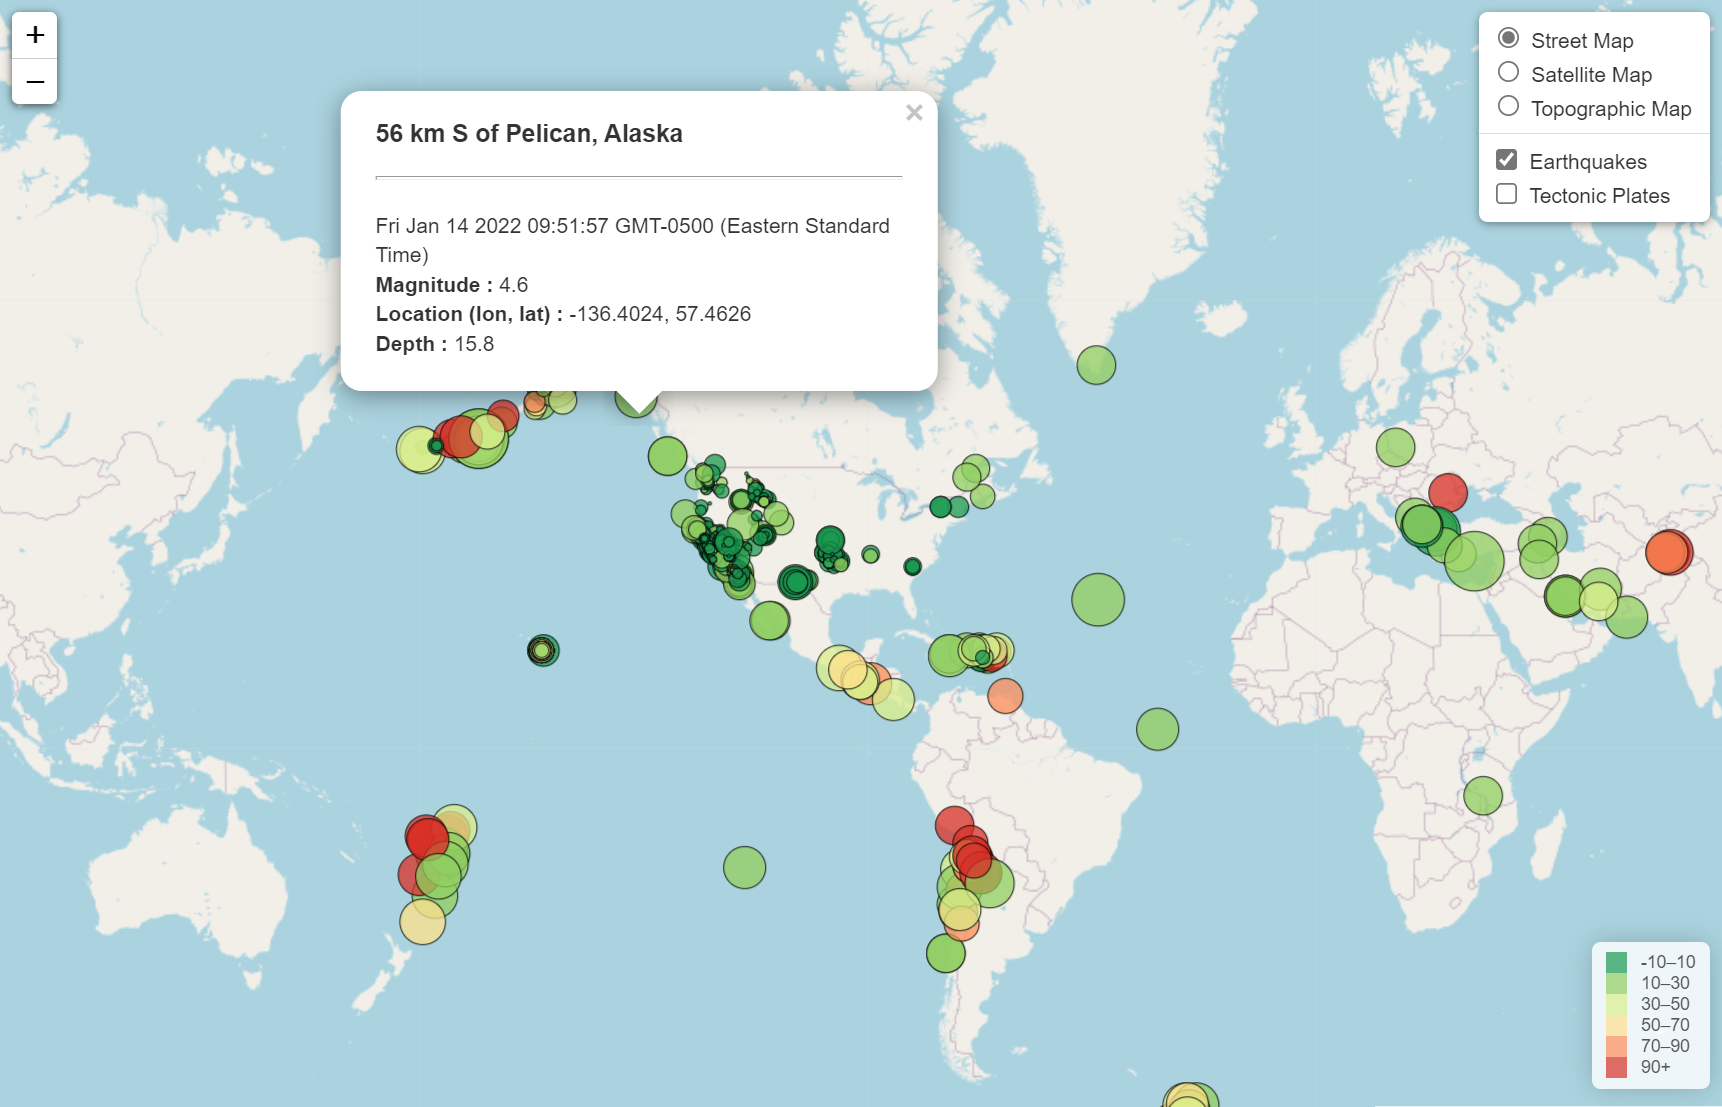 +
−
Street Map
Satellite Map
Topographic Map
Earthquakes
Tectonic Plates
×
56 km S of Pelican, Alaska
Fri Jan 14 2022 09:51:57 GMT-0500 (Eastern Standard
Time)
Magnitude : 4.6
Location (lon, lat) : -136.4024, 57.4626
Depth : 15.8
-10–10
10–30
30–50
50–70
70–90
90+